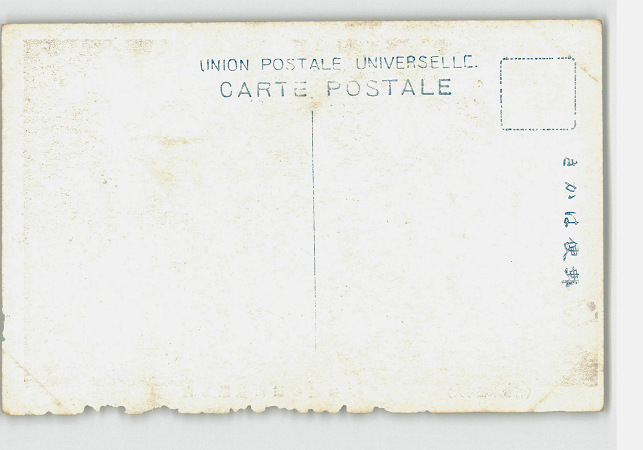 UNION POSTALE UNIVERSELLE.
CARTE POSTALE
きかは便郵